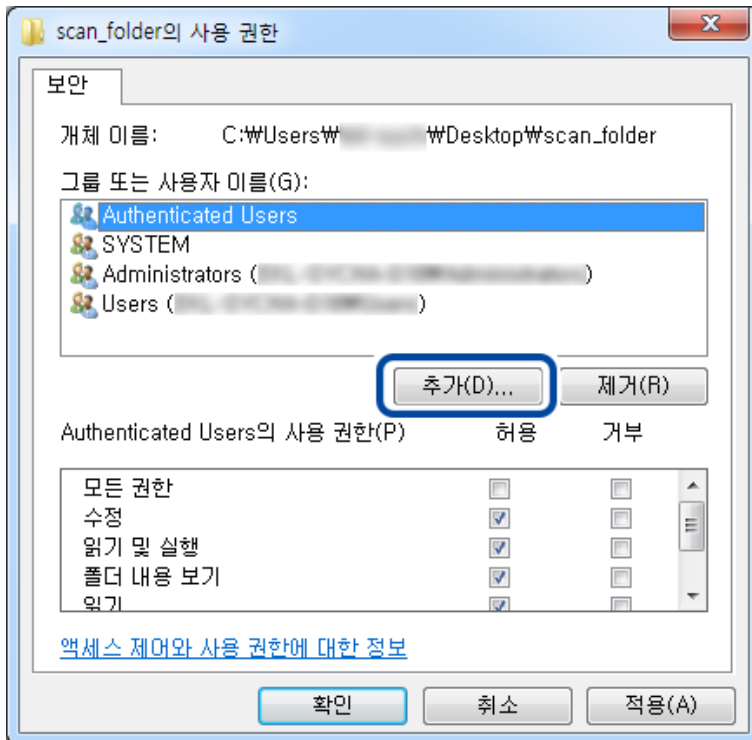 scan_folder의 사용 권한
보안
개체 이름: C:₩Users₩ ₩Desktop₩scan_folder
그룹 또는 사용자 이름(G):
Authenticated Users
SYSTEM
Administrators ( )
Users ( )
추가(D)... 제거(R)
Authenticated Users의 사용 권한(P) 허용 거부
모든 권한
수정
읽기 및 실행
폴더 내용 보기
읽기
액세스 제어와 사용 권한에 대한 정보
확인 취소 적용(A)